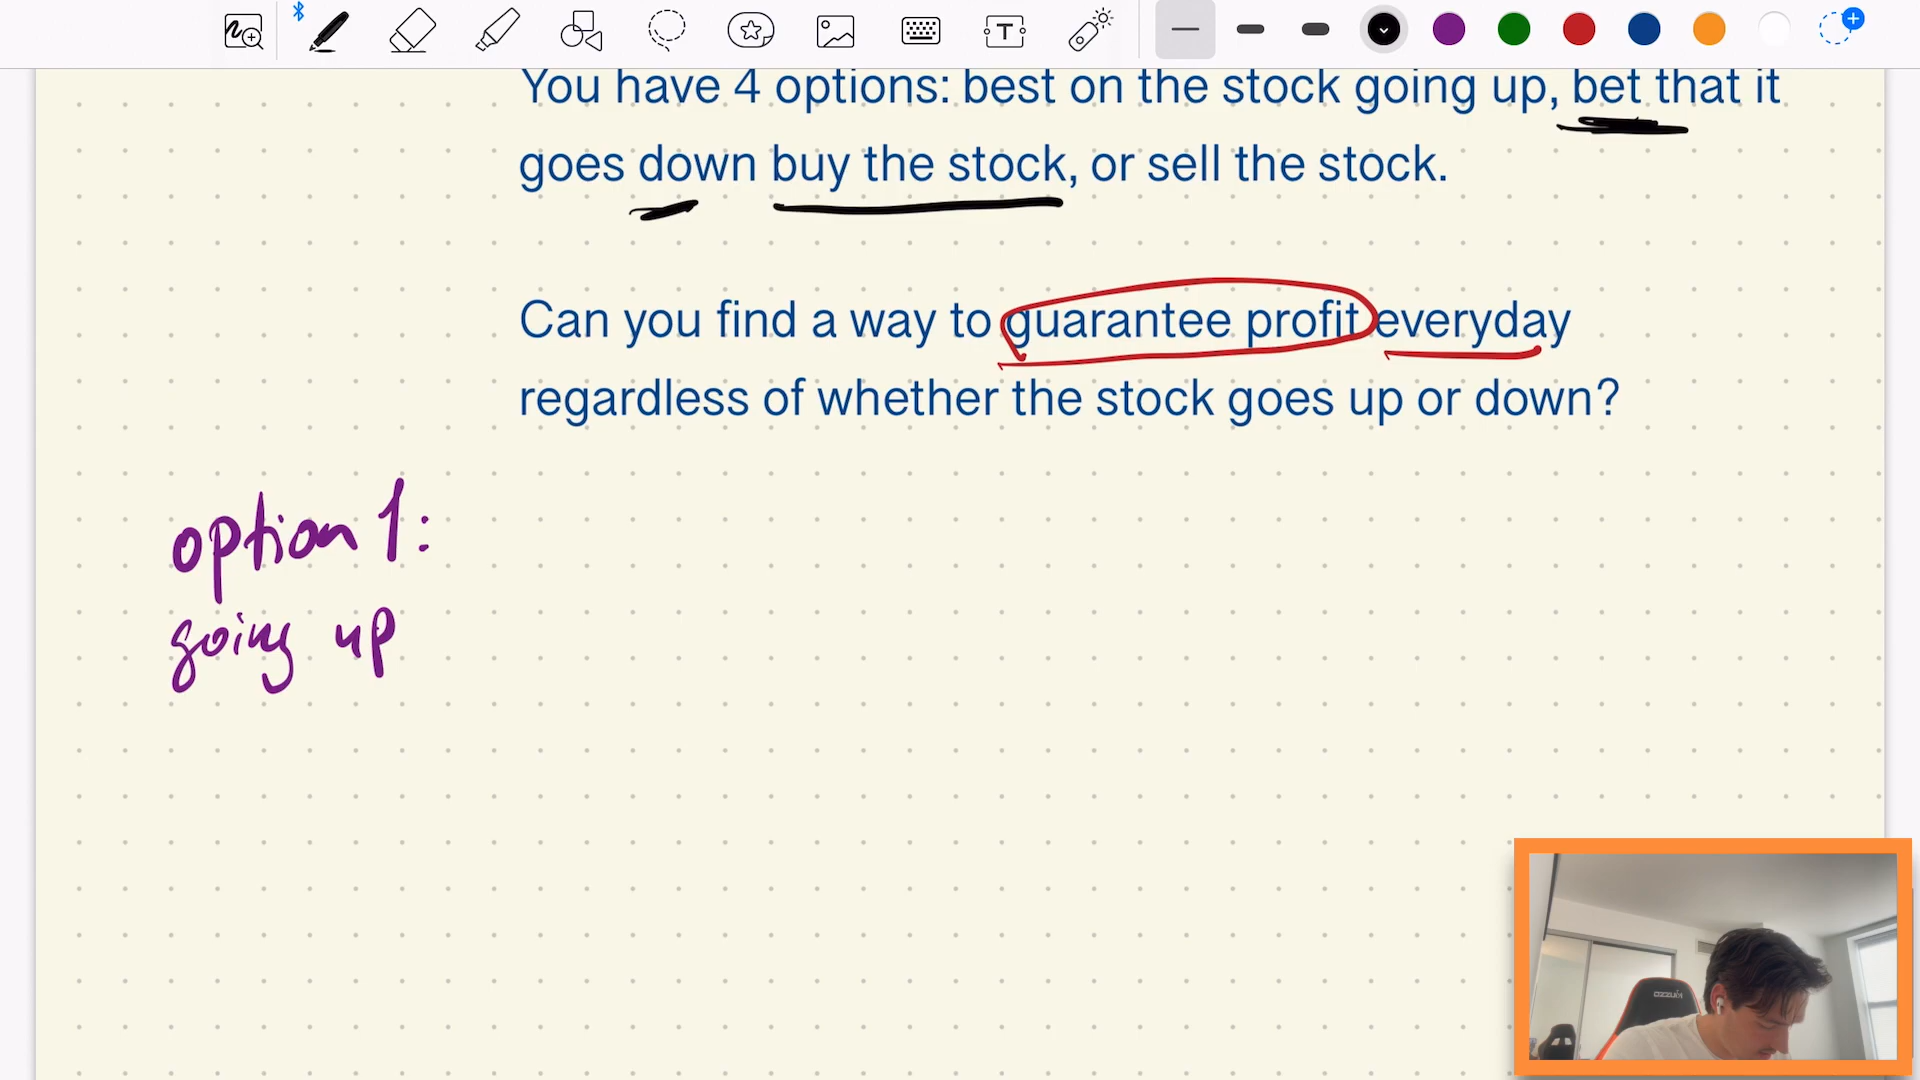 T
You have 4 options: best on the stock going up, bet that it
goes down buy the stock, or sell the stock.
Can you find a way to guarantee profit everyday
regardless of whether the stock goes up or down?
option 1:
going up